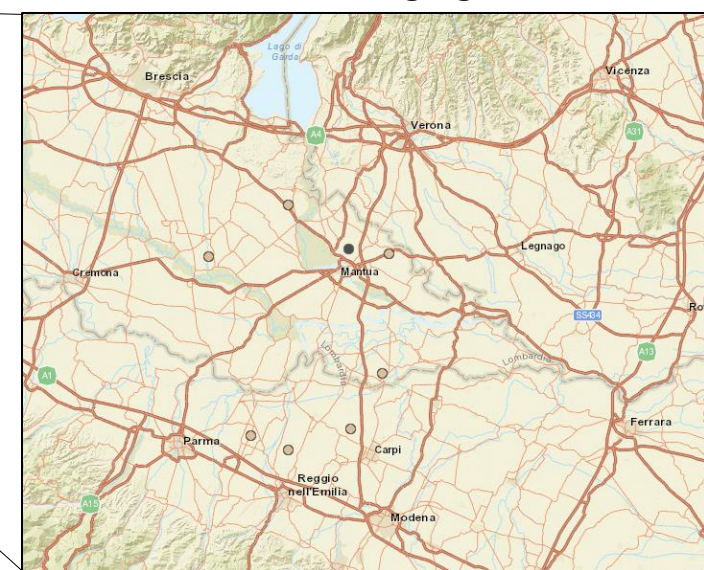 Lago di
Garda
Brescia
Vicenza
A4
Verona
A31
Legnago
Mantua
Cremona
SS434
Ro
Lombardia
Lombardia
A13
A1
Ferrara
Parma
Carpi
Reggio
nell'Emilia
A15
Modena